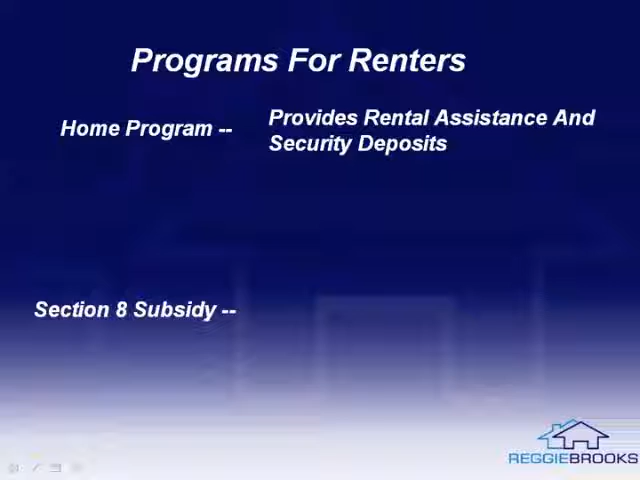 Programs For Renters
Home Program --
Provides Rental Assistance And
Security Deposits
Section 8 Subsidy --
REGGIEBROOKS